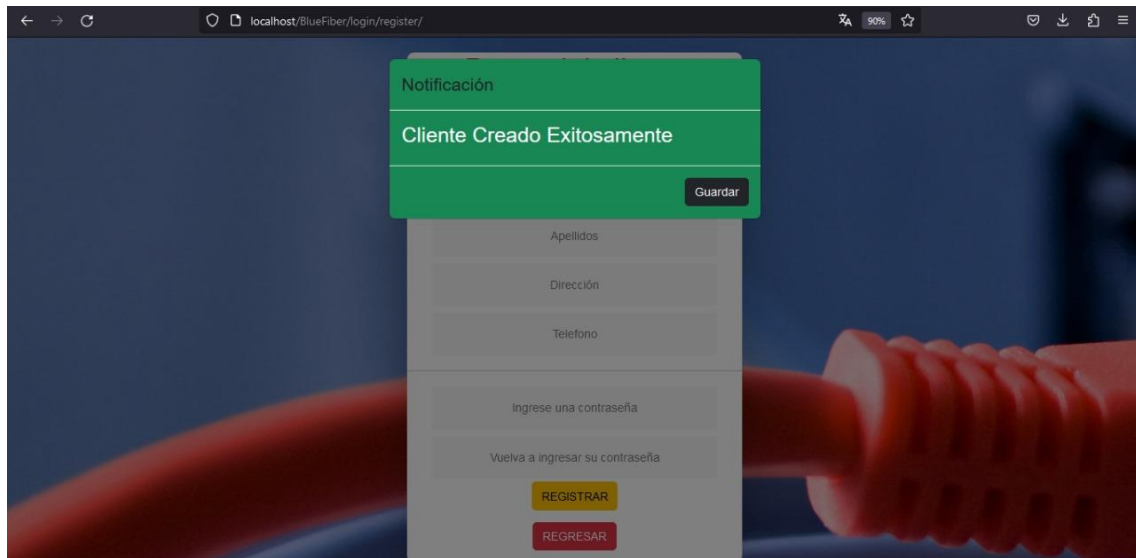 localhost/BlueFiber/login/register/
90%
Notificación
Cliente Creado Exitosamente
Guardar
Apellidos
Dirección
Telefono
Ingrese una contraseña
Vuelva a ingresar su contraseña
REGISTRAR
REGRESAR